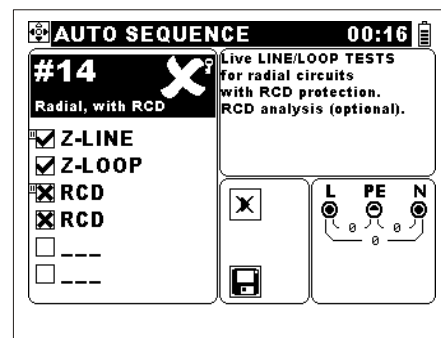 AUTO SEQUENCE 00:16
#14
Radial, with RCD
Live LINE/LOOP TESTS
for radial circuits
with RCD protection.
RCD analysis (optional).
Z-LINE
Z-LOOP
RCD
RCD
---
---
L PE N
0 0
0